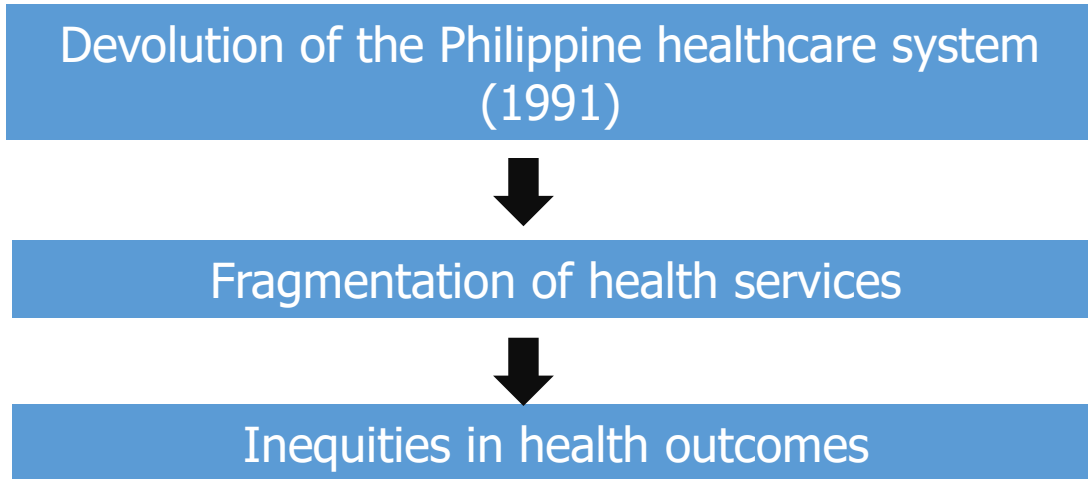 Devolution of the Philippine healthcare system
(1991)
Fragmentation of health services
Inequities in health outcomes